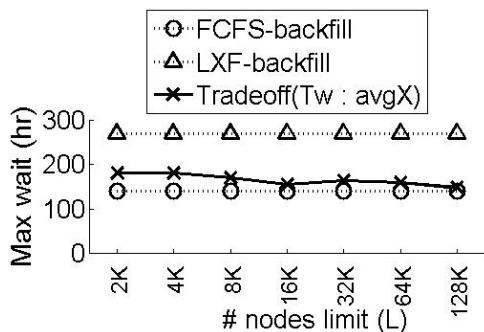 FCFS-backfill
LXF-backfill
Tradeoff(Tw : avgX)
Max wait (hr)
300
200
100
0
2K 4K 8K 16K 32K 64K 128K
# nodes limit (L)